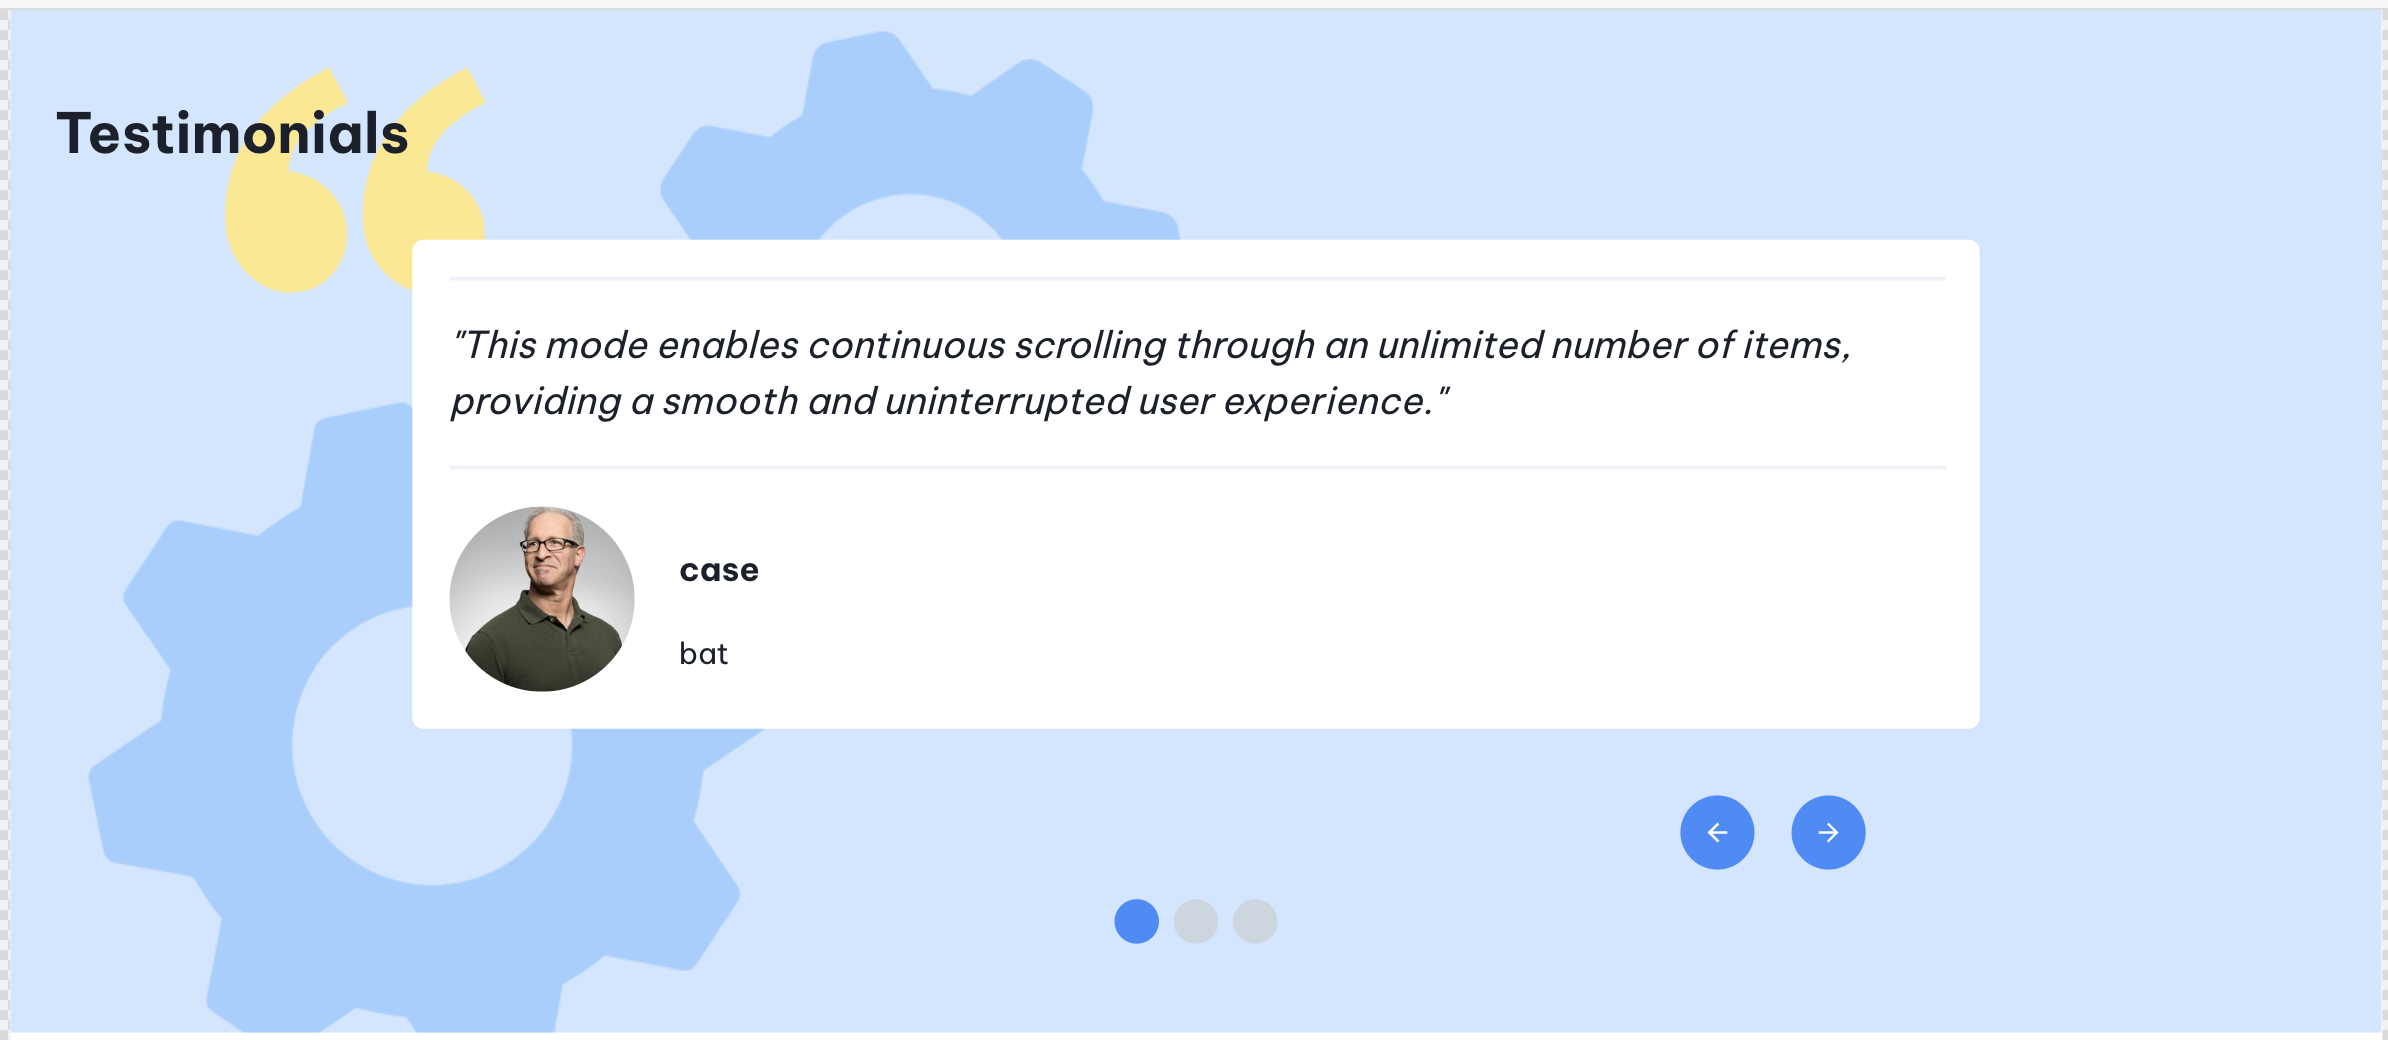 Testimonials
"This mode enables continuous scrolling through an unlimited number of items,
providing a smooth and uninterrupted user experience."
case
bat